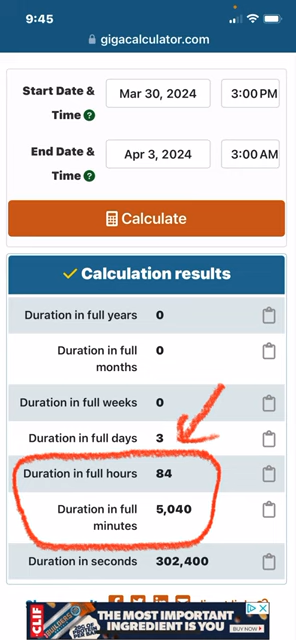 9:45
gigacalculator.com
Start Date & Mar 30, 2024 3:00 PM
Time ?
End Date & Apr 3, 2024 3:00 AM
Time ?
Calculate
Calculation results
Duration in full years 0
Duration in full 0
months
Duration in full weeks 0
Duration in full days 3
Duration in full hours 84
Duration in full 5,040
minutes
Duration in seconds 302,400
CLIF
BUILDERS
THE MOST IMPORTANT
INGREDIENT IS YOU
BUY NOW